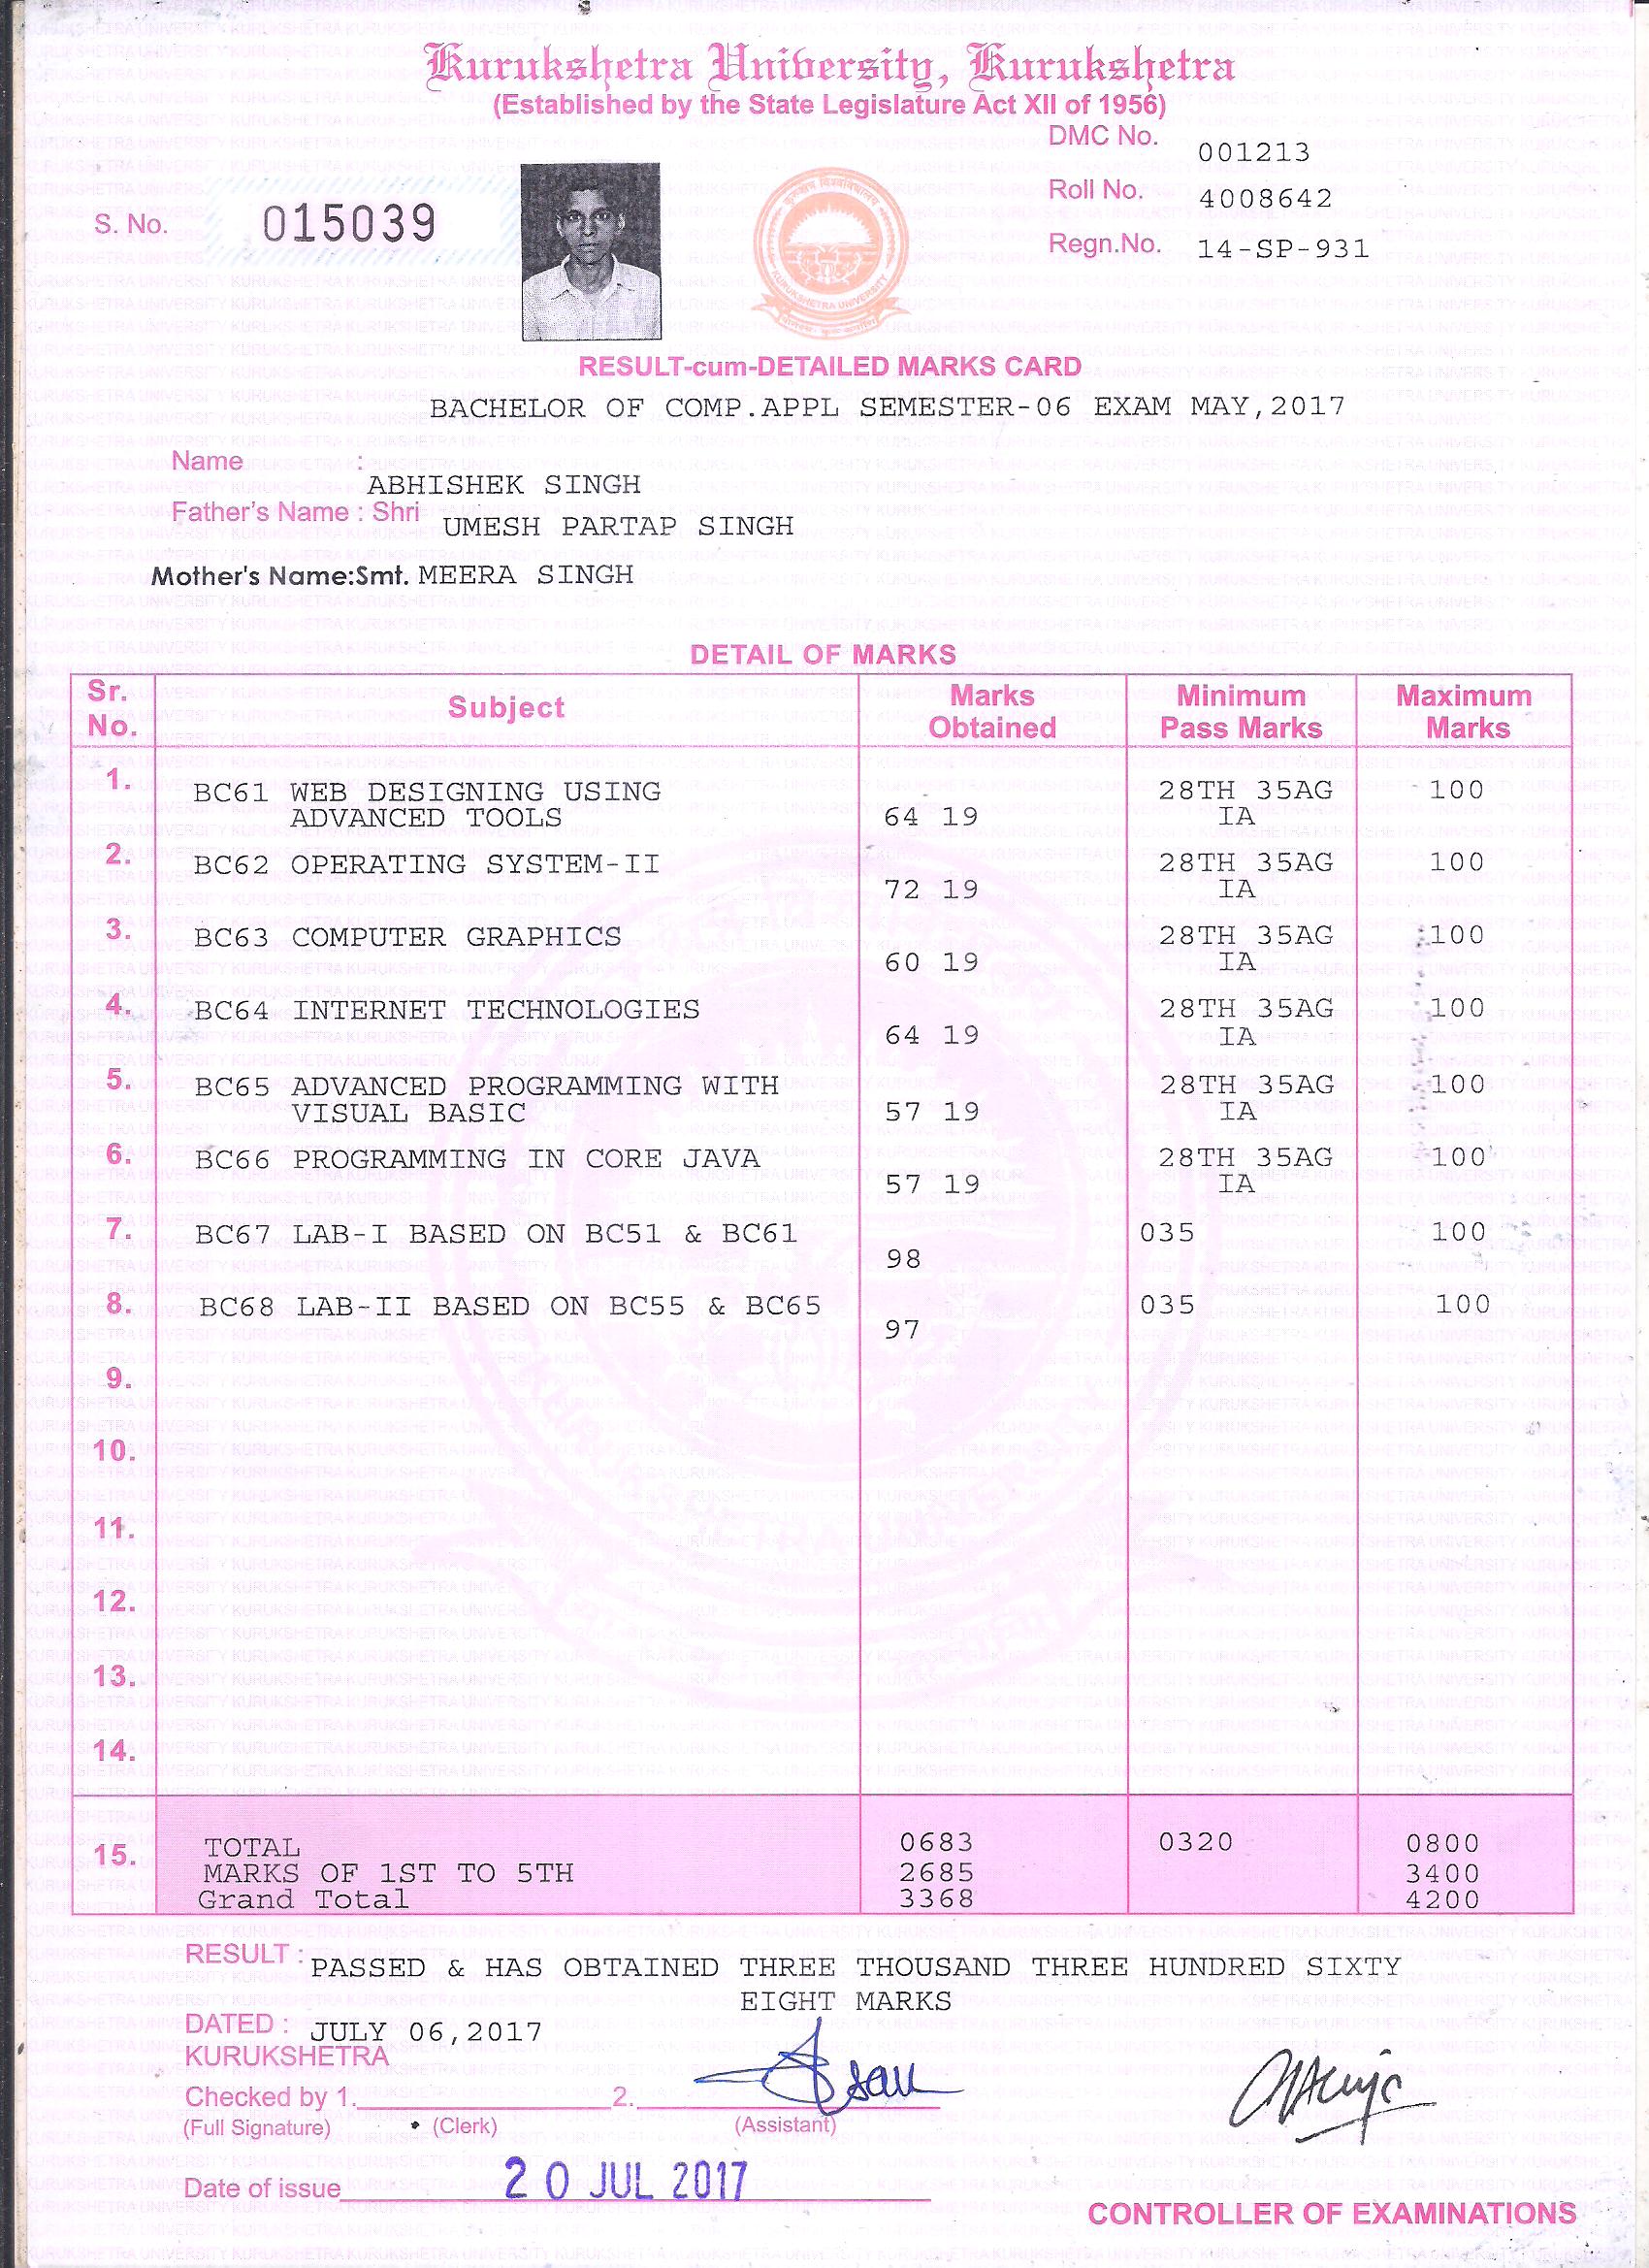 Kurukshetra University, Kurukshetra
(Established by the State Legislature Act XII of 1956)
DMC No. 001213
Roll No. 4008642
Regn.No. 14-SP-931
S. No. 015039
KURUKSHETRA UNIVERSITY
RESULT-cum-DETAILED MARKS CARD
BACHELOR OF COMP.APPL SEMESTER-06 EXAM MAY,2017
Name :
ABHISHEK SINGH
Father's Name : Shri UMESH PARTAP SINGH
Mother's Name:Smt. MEERA SINGH
DETAIL OF MARKS
Sr. No. Subject Marks Obtained Minimum Pass Marks Maximum Marks
1. BC61 WEB DESIGNING USING 28TH 35AG 100
ADVANCED TOOLS 64 19 IA
2. BC62 OPERATING SYSTEM-II 28TH 35AG 100
72 19 IA
3. BC63 COMPUTER GRAPHICS 28TH 35AG 100
60 19 IA
4. BC64 INTERNET TECHNOLOGIES 28TH 35AG 100
64 19 IA
5. BC65 ADVANCED PROGRAMMING WITH 28TH 35AG 100
VISUAL BASIC 57 19 IA
6. BC66 PROGRAMMING IN CORE JAVA 28TH 35AG 100
57 19 IA
7. BC67 LAB-I BASED ON BC51 & BC61 035 100
98
8. BC68 LAB-II BASED ON BC55 & BC65 035 100
97
9.
10.
11.
12.
13.
14.
15. TOTAL 0683 0320 0800
MARKS OF 1ST TO 5TH 2685 3400
Grand Total 3368 4200
RESULT : PASSED & HAS OBTAINED THREE THOUSAND THREE HUNDRED SIXTY
EIGHT MARKS
DATED : JULY 06,2017
KURUKSHETRA
Checked by 1. 2.
(Full Signature) (Clerk) (Assistant)
Date of issue 20 JUL 2017
CONTROLLER OF EXAMINATIONS